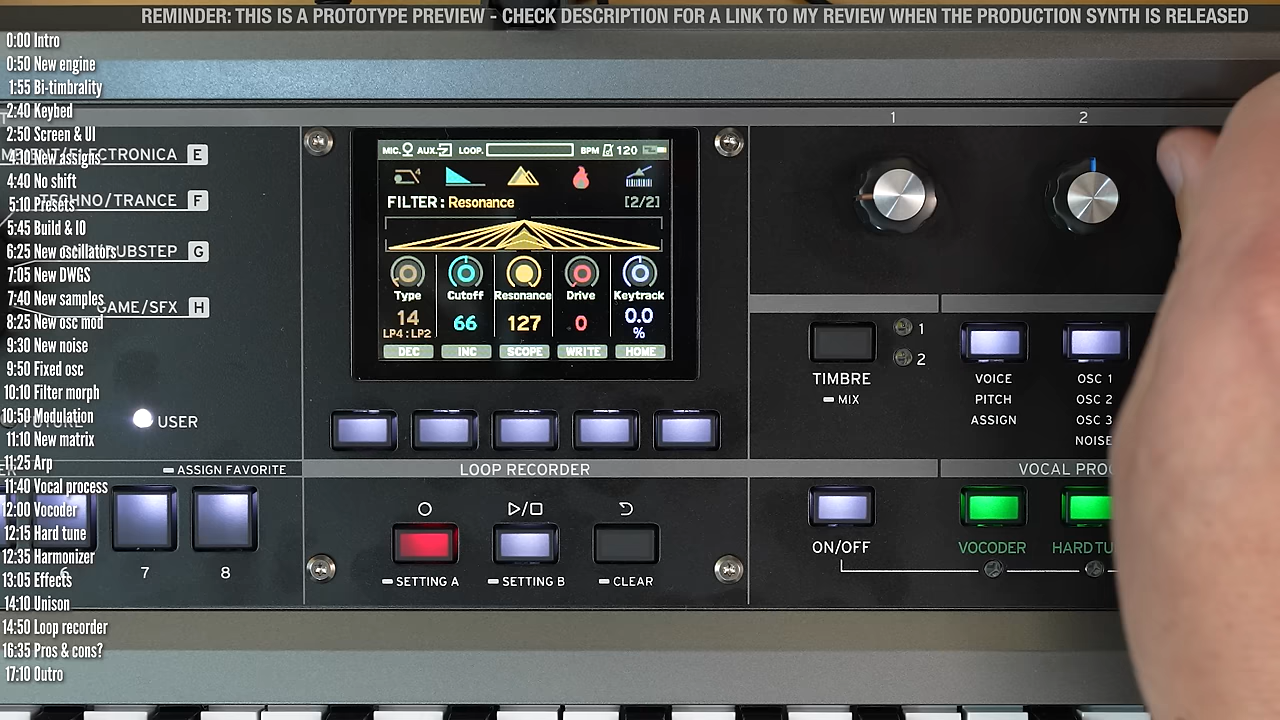 REMINDER: THIS IS A PROTOTYPE PREVIEW - CHECK DESCRIPTION FOR A LINK TO MY REVIEW WHEN THE PRODUCTION SYNTH IS RELEASED
0:00 Intro
0:50 New engine
1:55 Bi-timbrality
2:40 Keybed
2:50 Screen & UI
4:10 New assigns
4:40 No shift
5:10 Presets
5:45 Build & IO
6:25 New oscillators
7:05 New DWGS
7:40 New samples
8:25 New osc mod
9:30 New noise
9:50 Fixed osc
10:10 Filter morph
10:50 Modulation
11:10 New matrix
11:25 Arp
11:40 Vocal process
12:00 Vocoder
12:15 Hard tune
12:35 Harmonizer
13:05 Effects
14:10 Unison
14:50 Loop recorder
16:35 Pros & cons?
17:10 Outro
ELECTRONICA E
TECHNO/TRANCE F
DUBSTEP G
GAME/SFX H
USER
ASSIGN FAVORITE
6 7 8
MIC. AUX. LOOP. BPM 120
FILTER : Resonance [2/2]
Type Cutoff Resonance Drive Keytrack
14 66 127 0 0.0
LP4:LP2 %
DEC INC SCOPE WRITE HOME
LOOP RECORDER
SETTING A SETTING B CLEAR
1 2
1
2
TIMBRE
MIX
VOICE
PITCH
ASSIGN
OSC 1
OSC 2
OSC 3
NOISE
VOCAL PROC
ON/OFF VOCODER HARD TU